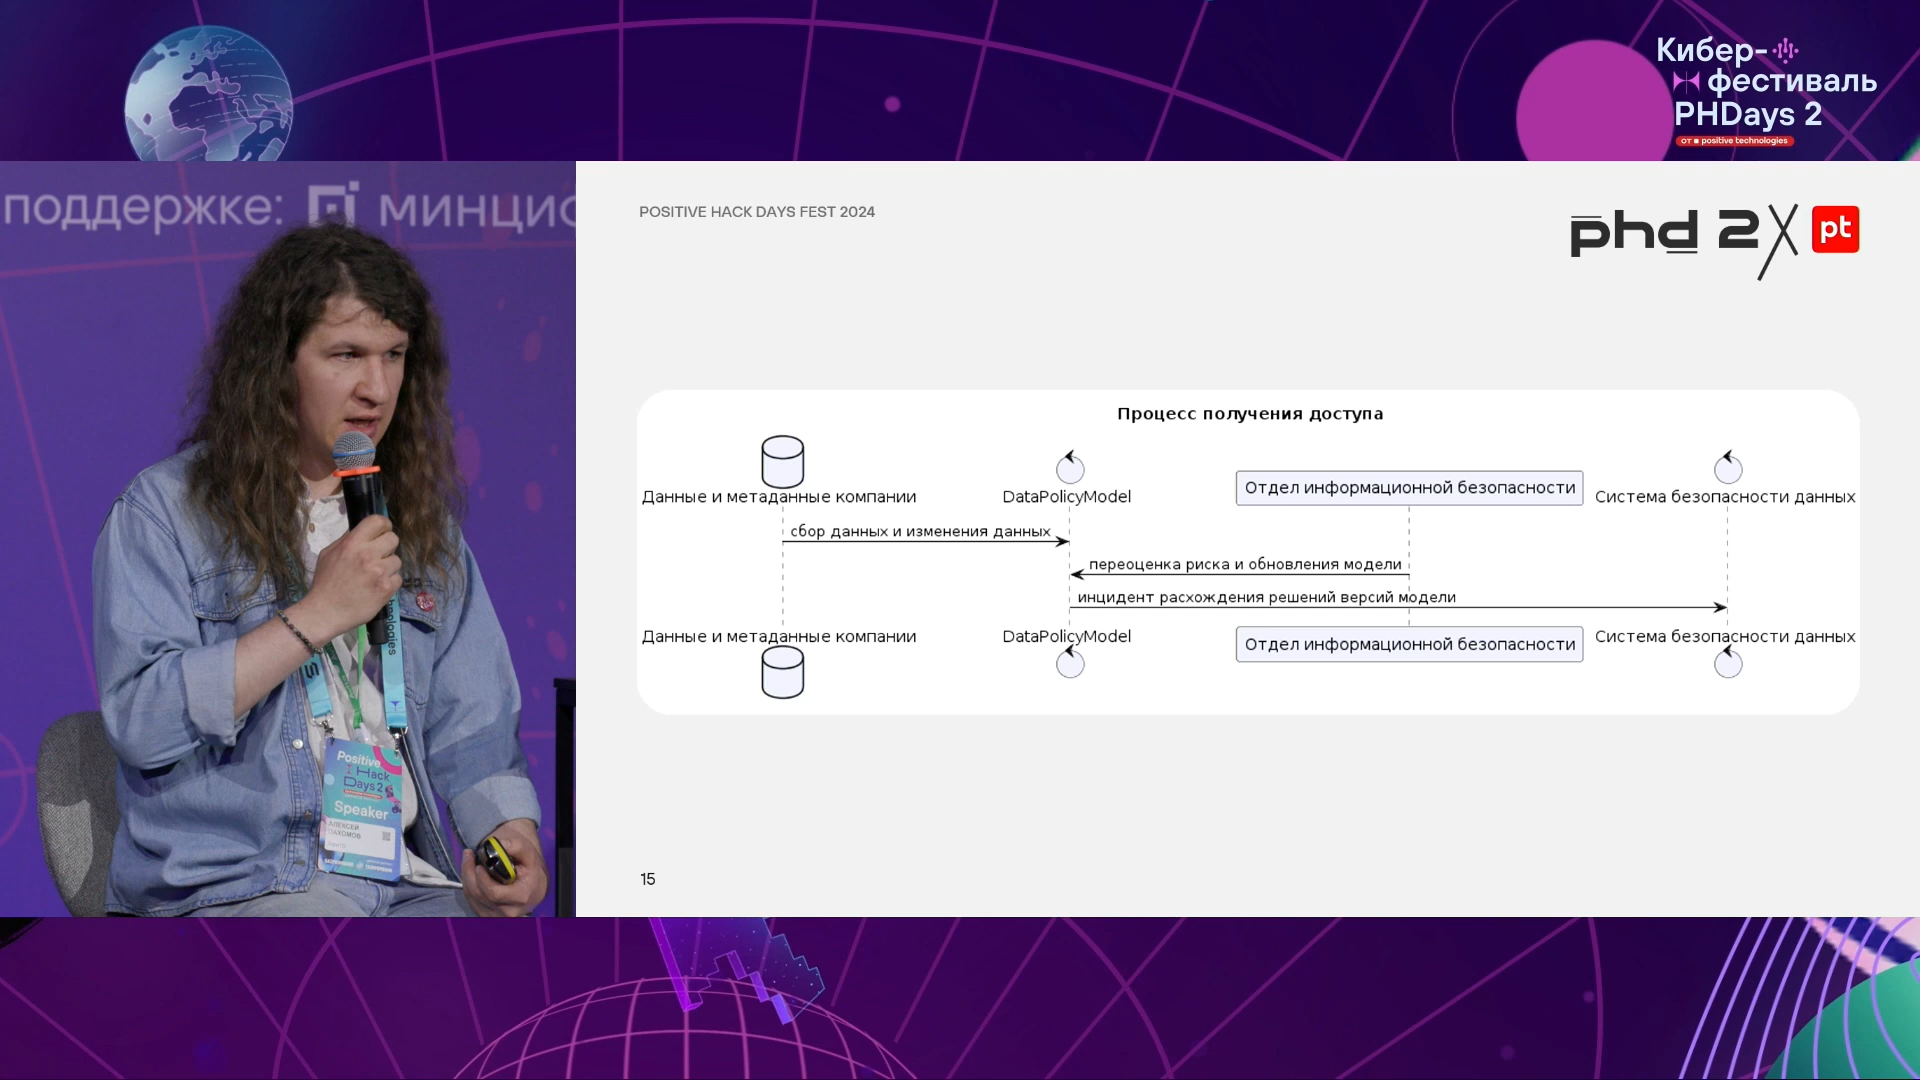 Кибер-
фестиваль
PHDays 2
от positive technologies
поддержке:
минци
POSITIVE HACK DAYS FEST 2024
phd 2
pt
Процесс получения доступа
Данные и метаданные компании
DataPolicyModel
Отдел информационной безопасности
Система безопасности данных
сбор данных и изменения данных
переоценка риска и обновления модели
инцидент расхождения решений версий модели
Данные и метаданные компании
DataPolicyModel
Отдел информационной безопасности
Система безопасности данных
15
Positive
Hack
Days 2
Speaker
АЛЕКСЕЙ
ПАХОМОВ